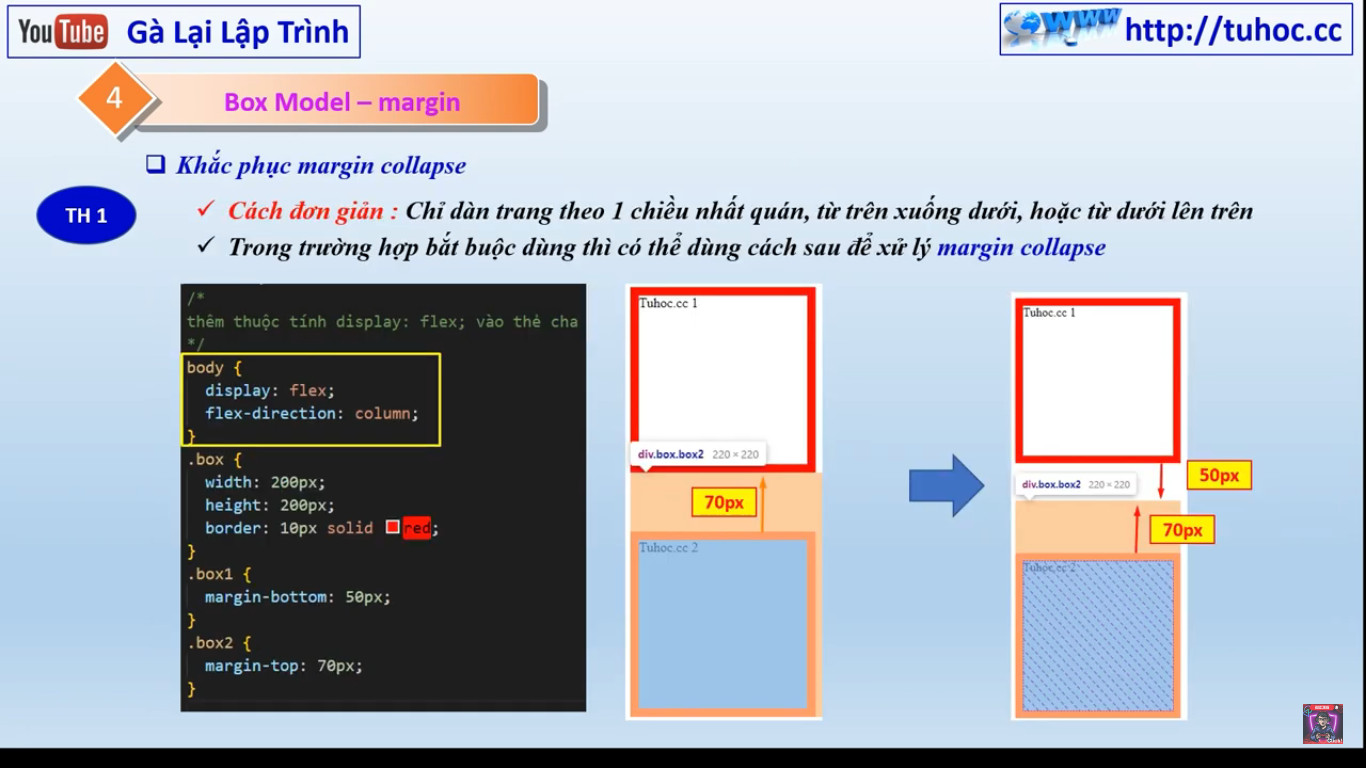 YouTube Gà Lại Lập Trình
www http://tuhoc.cc
4
Box Model – margin
Khắc phục margin collapse
TH 1
Cách đơn giản : Chỉ dàn trang theo 1 chiều nhất quán, từ trên xuống dưới, hoặc từ dưới lên trên
Trong trường hợp bắt buộc dùng thì có thể dùng cách sau để xử lý margin collapse
/*
thêm thuộc tính display: flex; vào thẻ cha
*/
body {
display: flex;
flex-direction: column;
}
.box {
width: 200px;
height: 200px;
border: 10px solid red;
}
.box1 {
margin-bottom: 50px;
}
.box2 {
margin-top: 70px;
}
Tuhoc.cc 1
div.box.box2 220 × 220
70px
Tuhoc.cc 2
Tuhoc.cc 1
50px
div.box.box2 220 × 220
70px
Tuhoc.cc 2